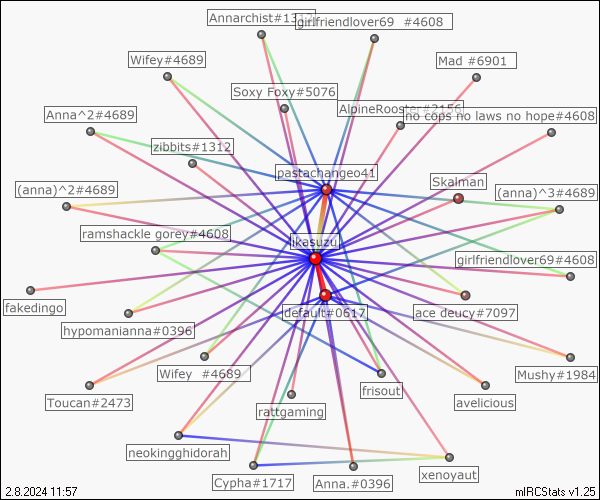 Annarchist#1312
girlfriendlover69 #4608
Wifey#4689
Mad #6901
Soxy Foxy#5076
AlpineRooster#2156
Anna^2#4689
no cops no laws no hope#4608
zibbits#1312
pastachangeo41
(anna)^2#4689
Skalman
(anna)^3#4689
ramshackle gorey#4608
ikasuzu
girlfriendlover69#4608
fakedingo
default#0617
ace deucy#7097
hypomanianna#0396
Wifey #4689
Mushy#1984
Toucan#2473
frisout
avelicious
rattgaming
neokingghidorah
xenoyaut
Cypha#1717
Anna.#0396
2.8.2024 11:57
mIRCStats v1.25